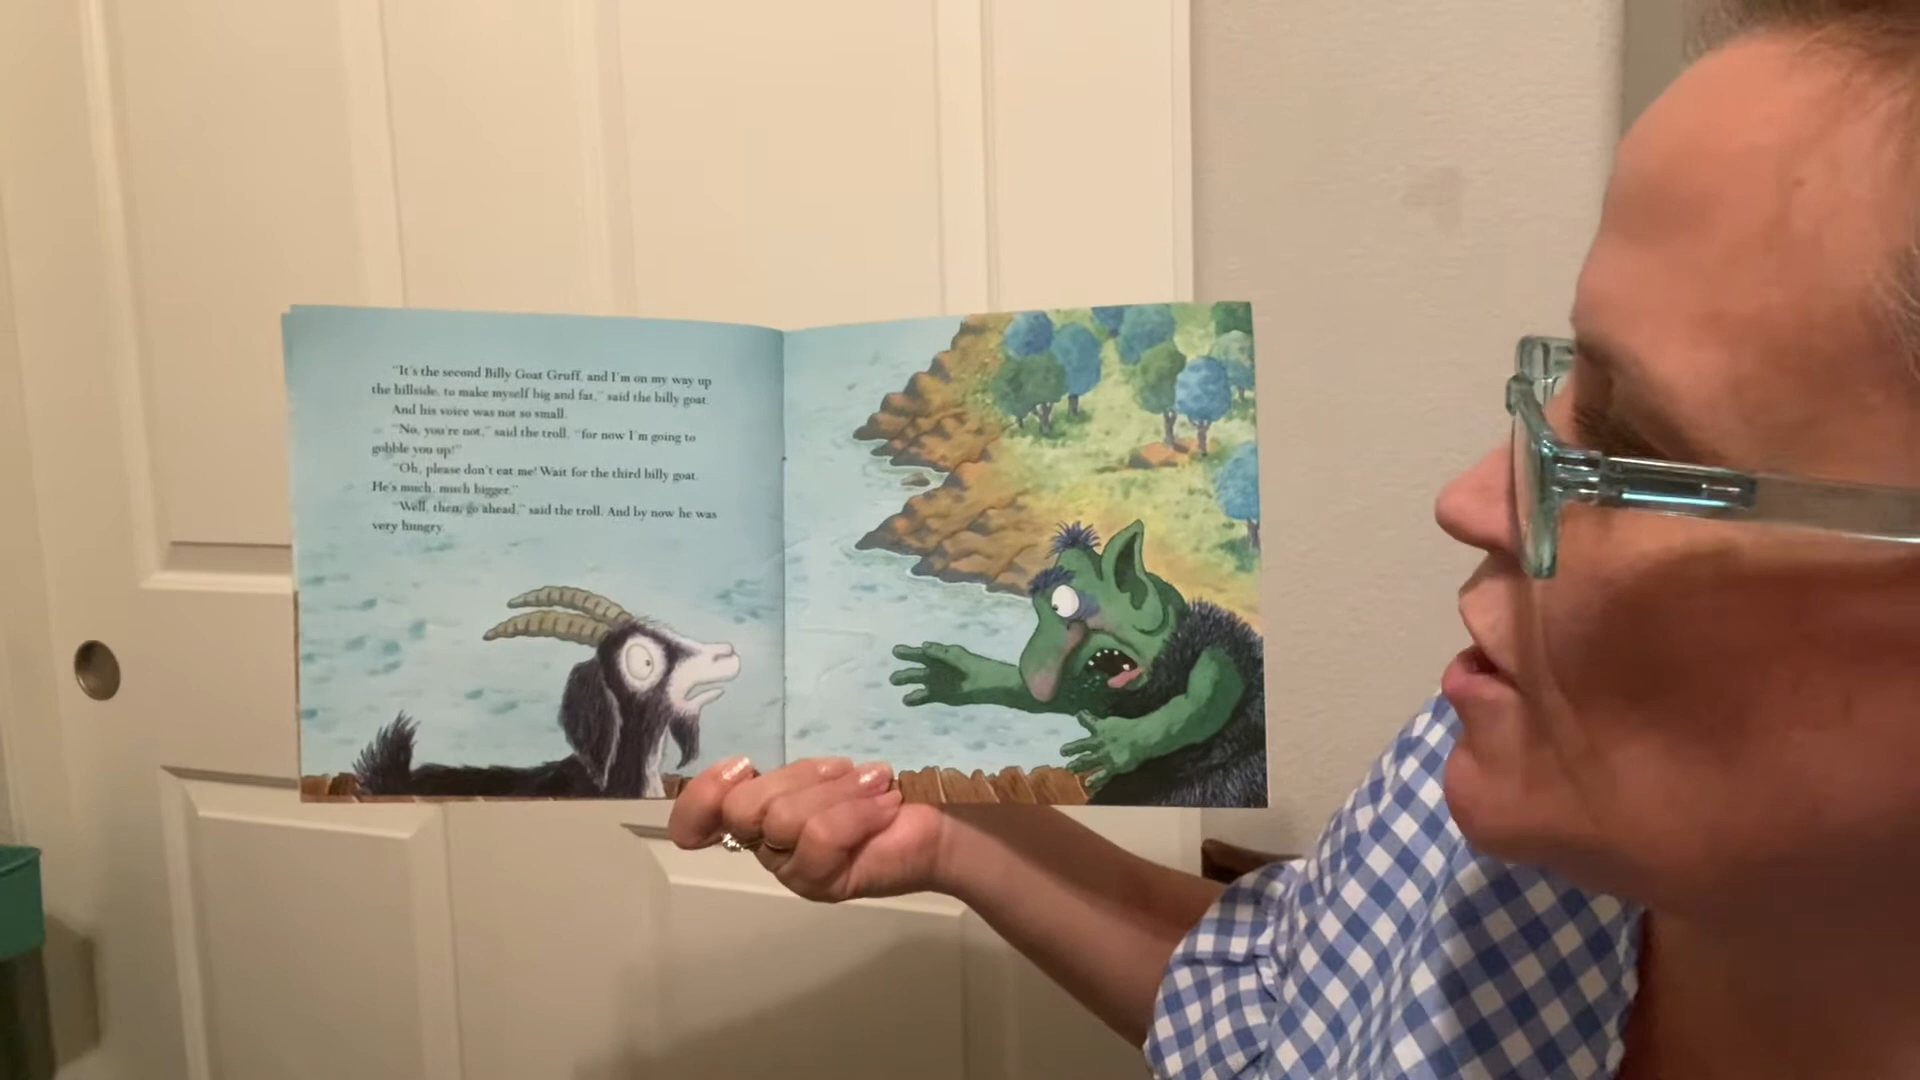 "It's the second Billy Goat Gruff, and I'm on my way up
the hillside, to make myself big and fat," said the billy goat.
And his voice was not so small.
"No, you're not," said the troll, "for now I'm going to
gobble you up!"
"Oh, please don't eat me! Wait for the third billy goat.
He's much, much bigger."
"Well, then, go ahead," said the troll. And by now he was
very hungry.